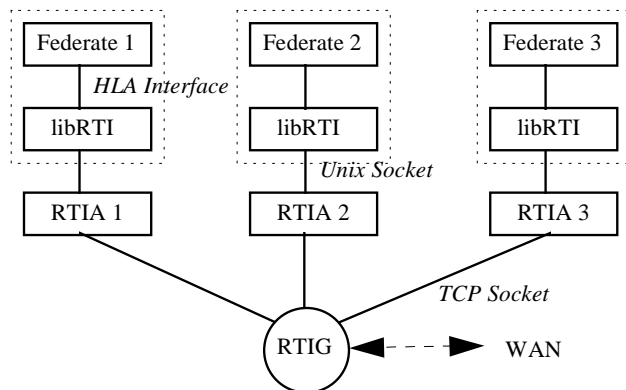 Federate 1
Federate 2
Federate 3
HLA Interface
libRTI
libRTI
libRTI
Unix Socket
RTIA 1
RTIA 2
RTIA 3
TCP Socket
RTIG
WAN